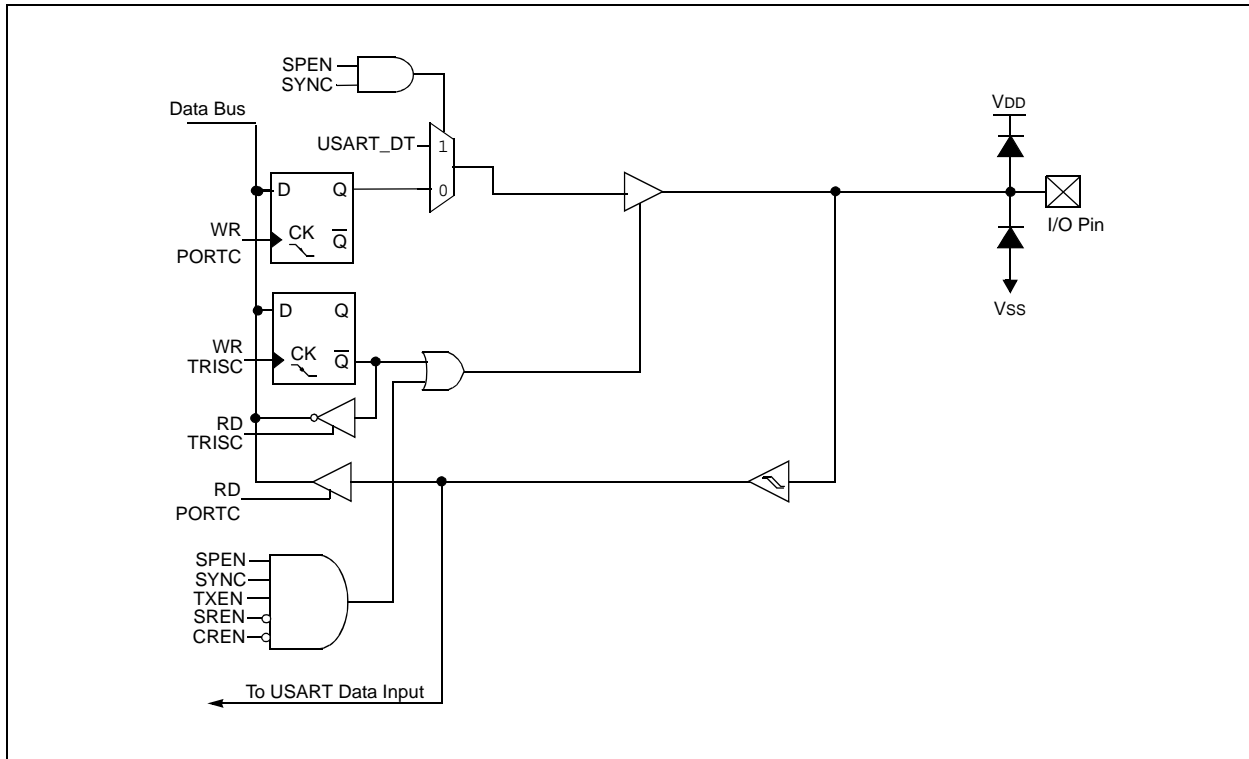 SPEN
SYNC
Data Bus
VDD
USART_DT
1
D
Q
0
I/O Pin
WR
PORTC
CK
Q
VSS
D
Q
WR
TRISC
CK
Q
RD
TRISC
RD
PORTC
SPEN
SYNC
TXEN
SREN
CREN
To USART Data Input